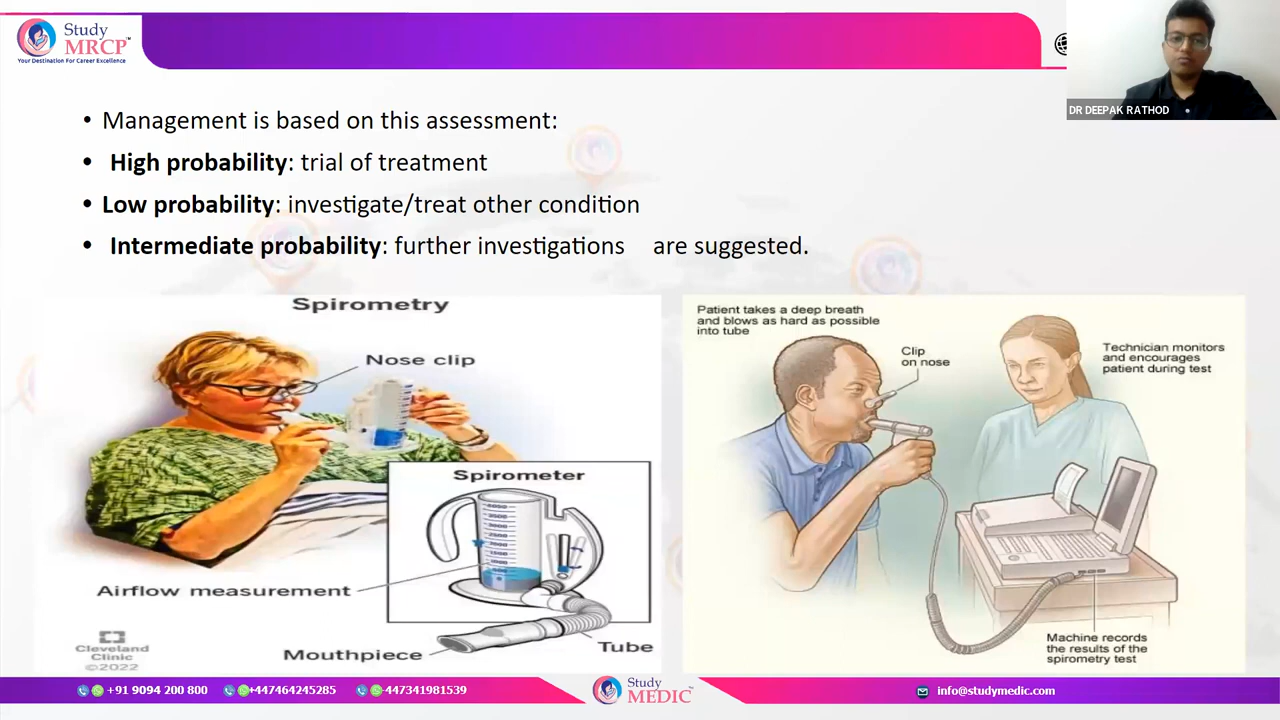 Study
MRCP™
Your Destination For Career Excellence
DR DEEPAK RATHOD
• Management is based on this assessment:
• High probability: trial of treatment
• Low probability: investigate/treat other condition
• Intermediate probability: further investigations are suggested.
Spirometry
Nose clip
Spirometer
Airflow measurement
Mouthpiece
Tube
Cleveland
Clinic
©2022
Patient takes a deep breath
and blows as hard as possible
into tube
Clip
on nose
Technician monitors
and encourages
patient during test
Machine records
the results of the
spirometry test
+91 9094 200 800
+447464245285
-447341981539
Study
MEDIC™
info@studymedic.com